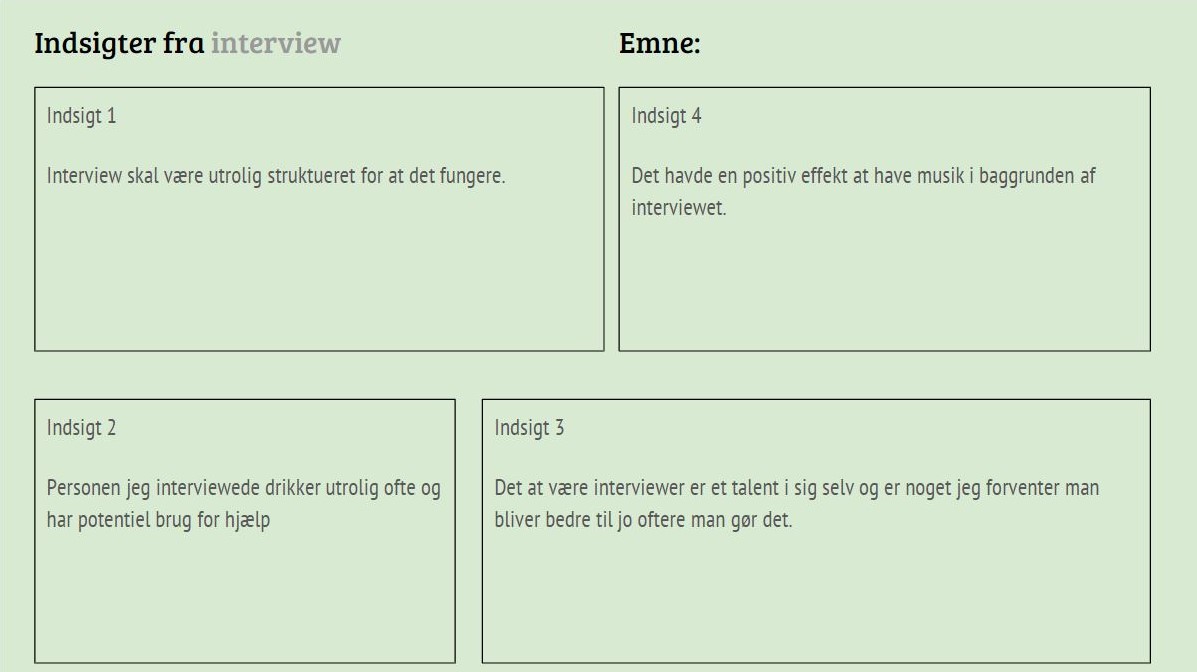 Indsigter fra interview
Emne:
Indsigt 1
Interview skal være utrolig struktueret for at det fungere.
Indsigt 4
Det havde en positiv effekt at have musik i baggrunden af
interviewet.
Indsigt 2
Personen jeg interviewede drikker utrolig ofte og
har potentiel brug for hjælp
Indsigt 3
Det at være interviewer er et talent i sig selv og er noget jeg forventer man
bliver bedre til jo oftere man gør det.